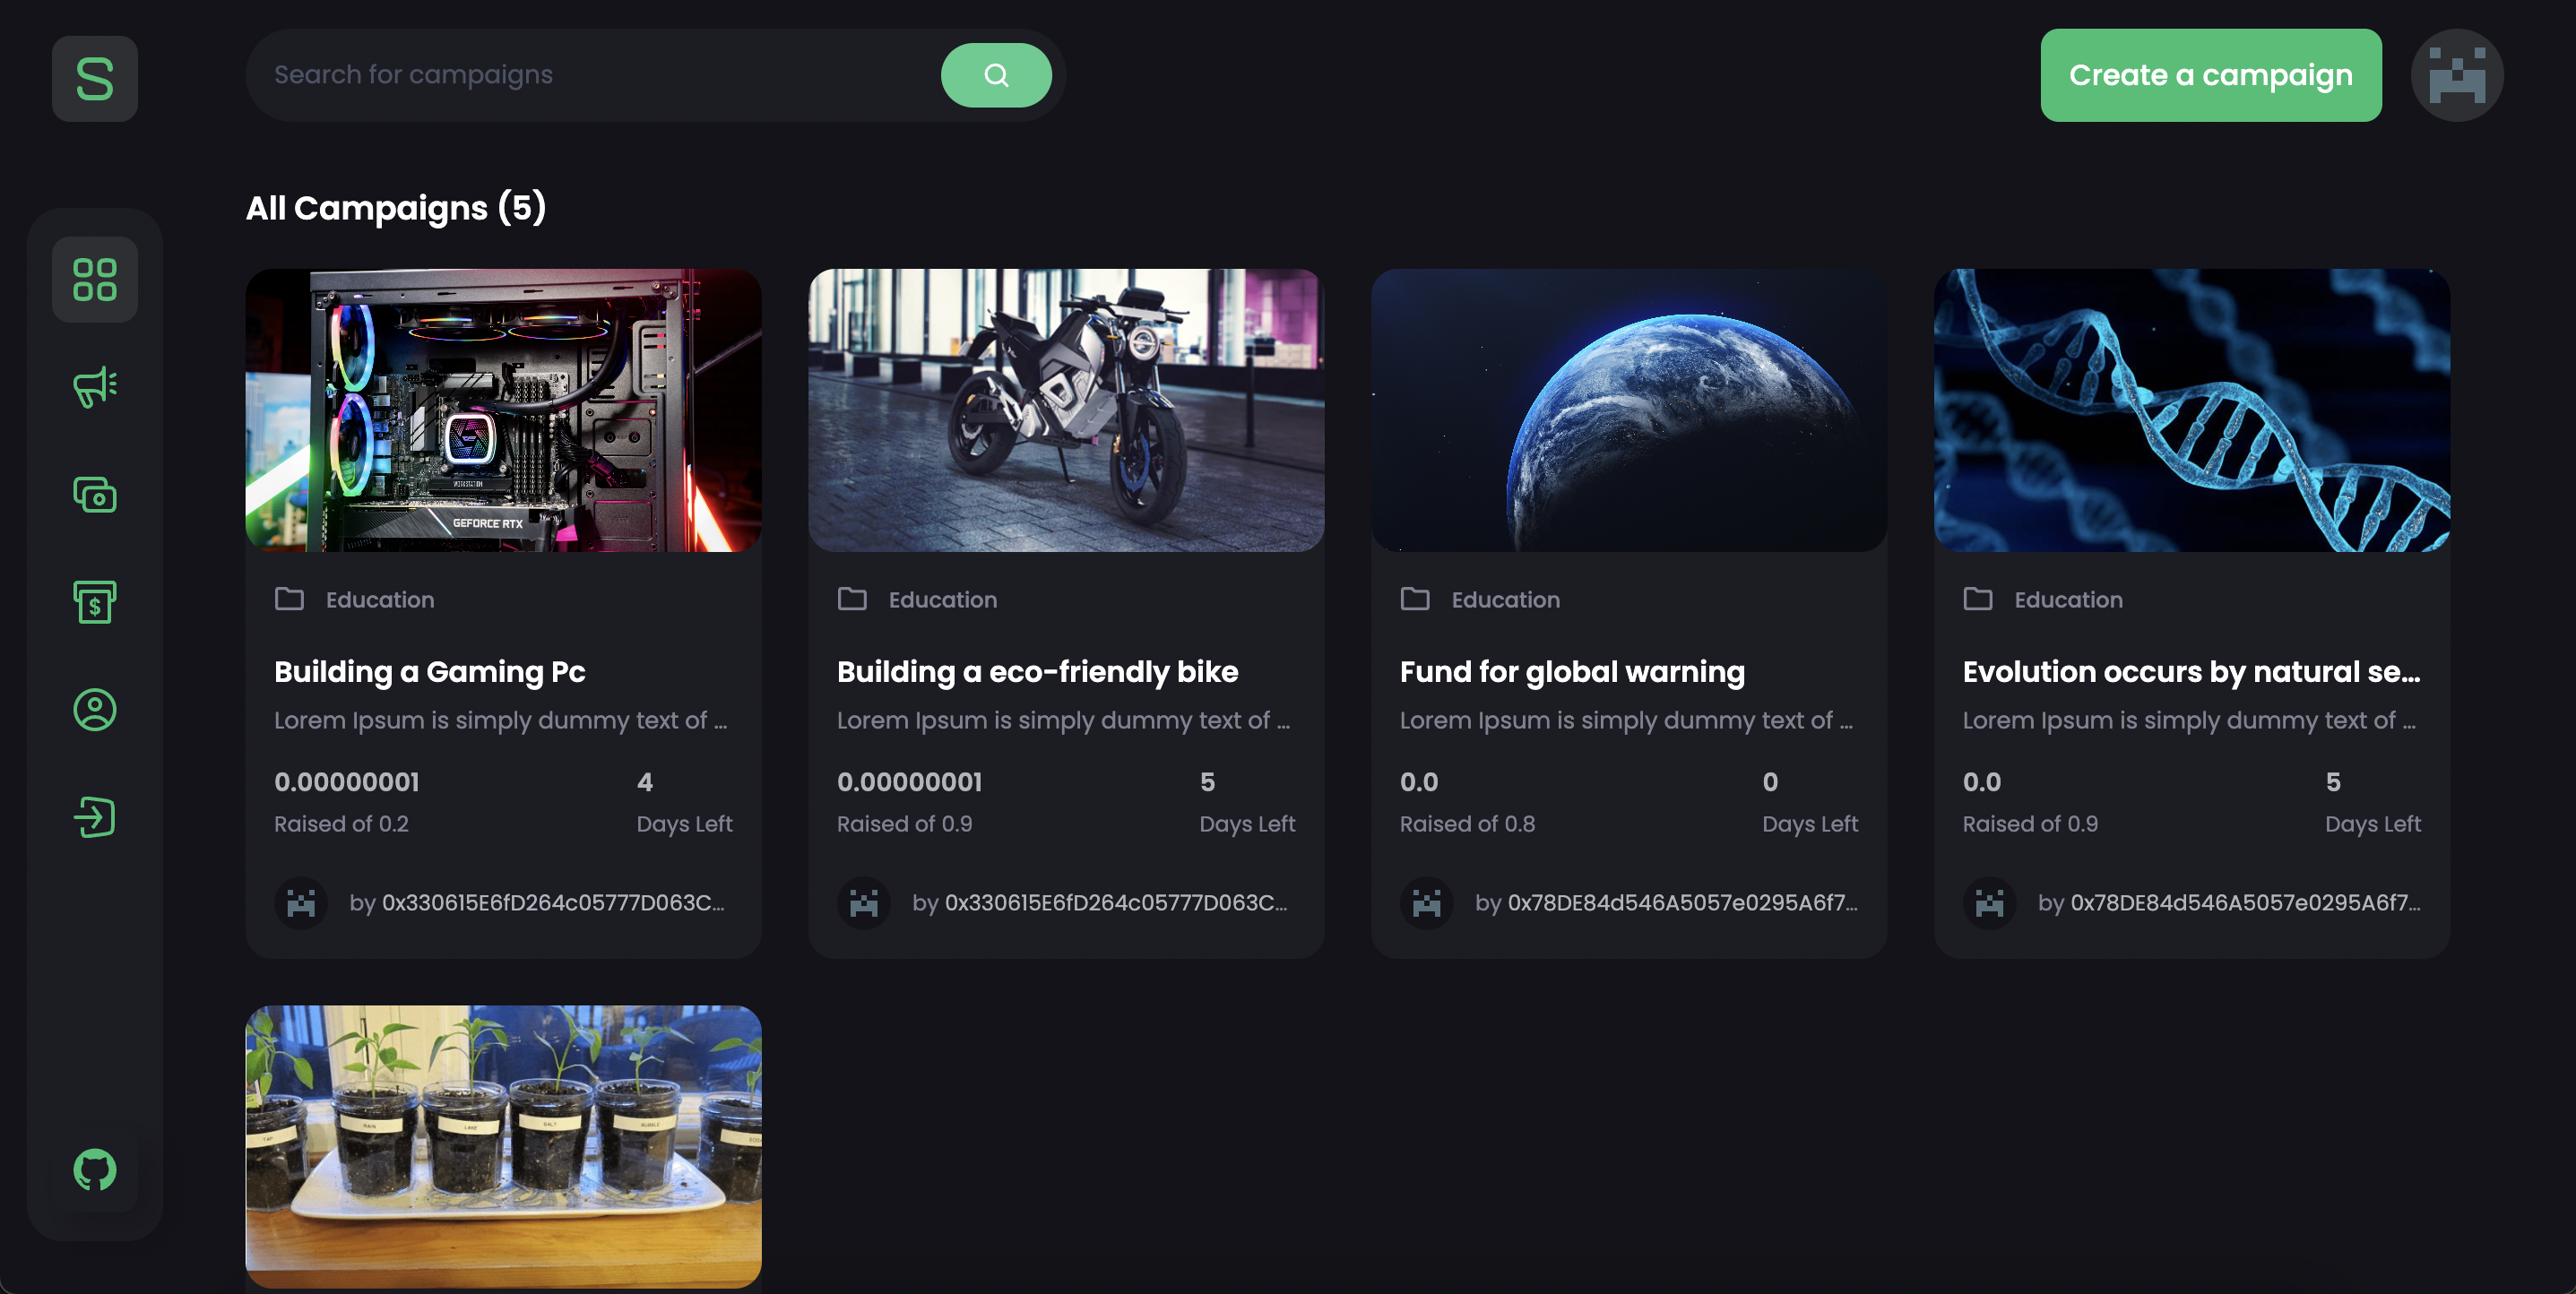 S
Search for campaigns
Create a campaign
All Campaigns (5)
GEFORCE RTX
Education
Building a Gaming Pc
Lorem Ipsum is simply dummy text of ...
0.00000001
4
Raised of 0.2
Days Left
by 0x330615E6fD264c05777D063C...
Education
Building a eco-friendly bike
Lorem Ipsum is simply dummy text of ...
0.00000001
5
Raised of 0.9
Days Left
by 0x330615E6fD264c05777D063C...
Education
Fund for global warning
Lorem Ipsum is simply dummy text of ...
0.0
0
Raised of 0.8
Days Left
by 0x78DE84d546A5057e0295A6f7...
Education
Evolution occurs by natural se...
Lorem Ipsum is simply dummy text of ...
0.0
5
Raised of 0.9
Days Left
by 0x78DE84d546A5057e0295A6f7...
TAP
RAIN
LAKE
SALT